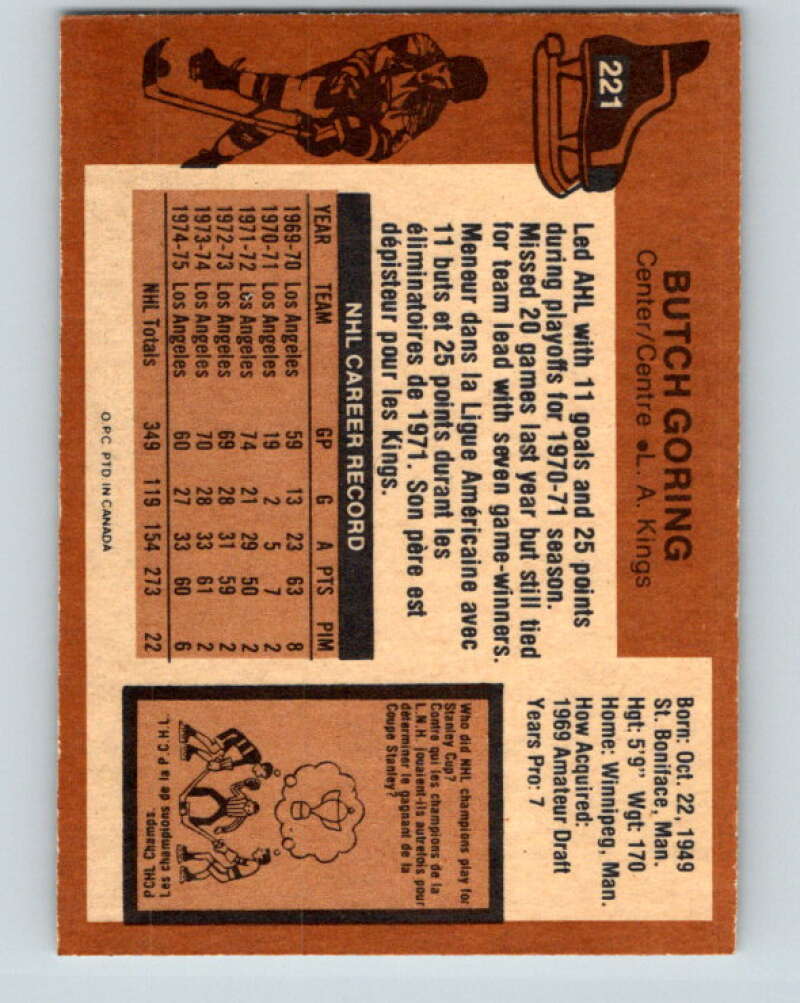 221
BUTCH GORING
Center/Centre • L. A. Kings
Born: Oct. 22, 1949
St. Boniface, Man.
Hgt: 5'9" Wgt: 170
Home: Winnipeg, Man.
How Acquired:
1969 Amateur Draft
Years Pro: 7
Led AHL with 11 goals and 25 points
during playoffs for 1970-71 season.
Missed 20 games last year but still tied
for team lead with seven game-winners.
Meneur dans la Ligue Américaine avec
11 buts et 25 points durant les
éliminatoires de 1971. Son père est
dépisteur pour les Kings.
NHL CAREER RECORD
YEAR TEAM GP G A PTS PIM
1969-70 Los Angeles 59 13 23 63 8
1970-71 Los Angeles 19 2 5 7 2
1971-72 Los Angeles 74 21 29 50 2
1972-73 Los Angeles 69 28 31 59 2
1973-74 Los Angeles 70 28 33 61 2
1974-75 Los Angeles 60 27 33 60 6
NHL Totals 349 119 154 273 22
Who did NHL champions play for
Stanley Cup?
Contre qui les champions de la
L.N.H. jouaient-ils autrefois pour
déterminer le gagnant de la
Coupe Stanley?
Les champions de la P.C.H.L.
PCHL Champs.
O.P.C. PTD IN CANADA